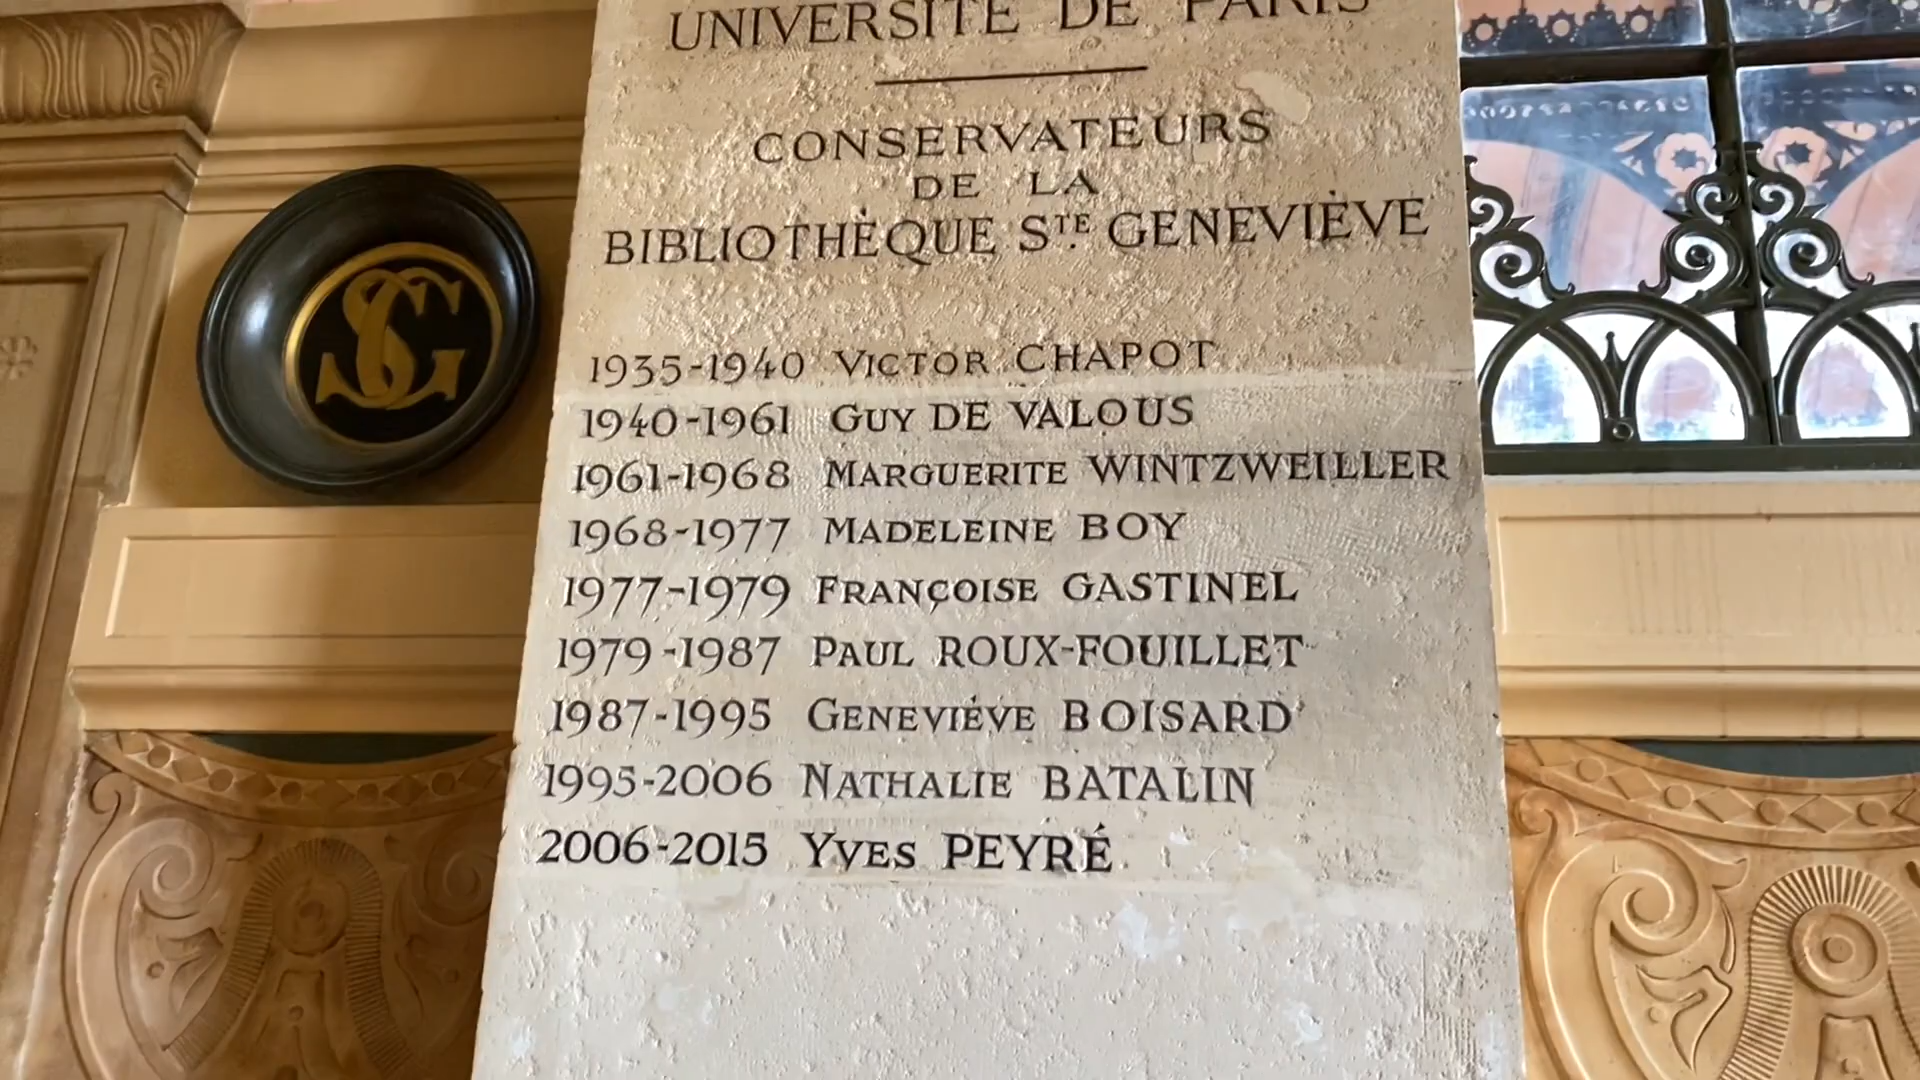 UNIVERSITÉ DE PARIS
CONSERVATEURS
DE LA
BIBLIOTHÈQUE STE GENEVIÈVE
1935-1940 VICTOR CHAPOT
1940-1961 GUY DE VALOUS
1961-1968 MARGUERITE WINTZWEILLER
1968-1977 MADELEINE BOY
1977-1979 FRANÇOISE GASTINEL
1979-1987 PAUL ROUX-FOUILLET
1987-1995 GENEVIÉVE BOISARD
1995-2006 NATHALIE BATALIN
2006-2015 YVES PEYRÉ
SG